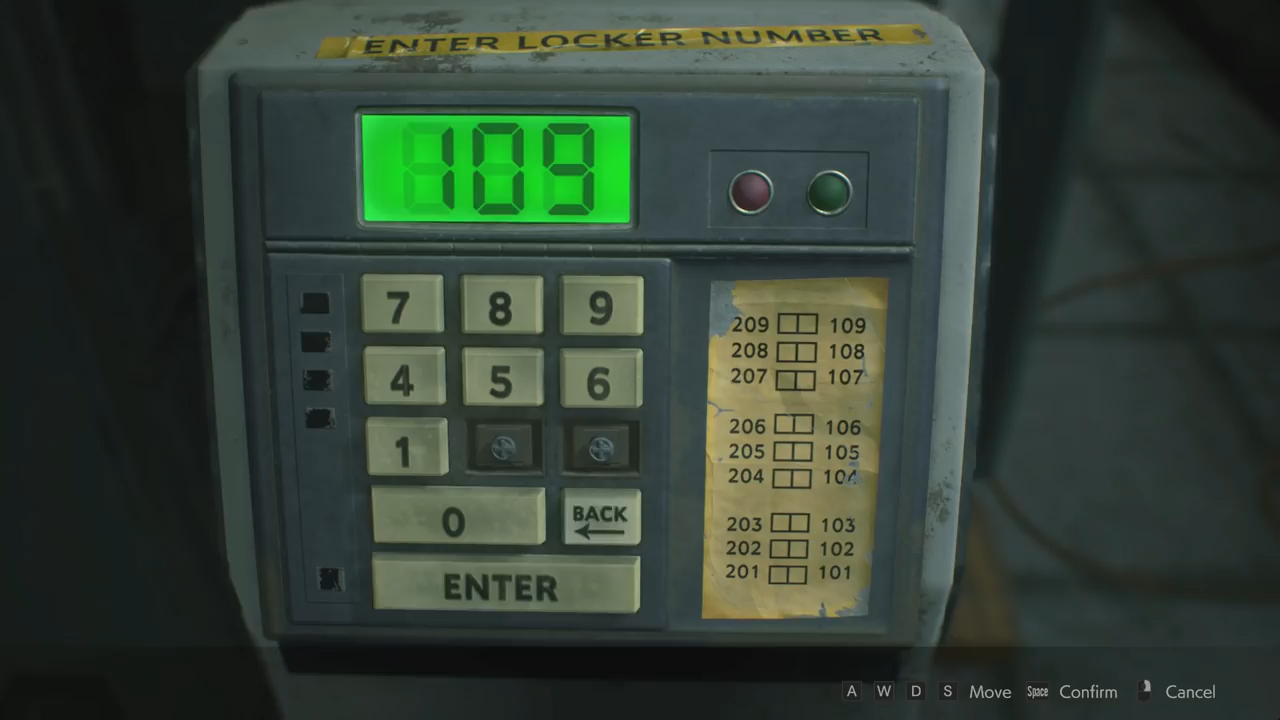 ENTER LOCKER NUMBER
109
7 8 9
4 5 6
1
0 BACK
ENTER
209 109
208 108
207 107
206 106
205 105
204 104
203 103
202 102
201 101
A W D S Move Space Confirm Cancel